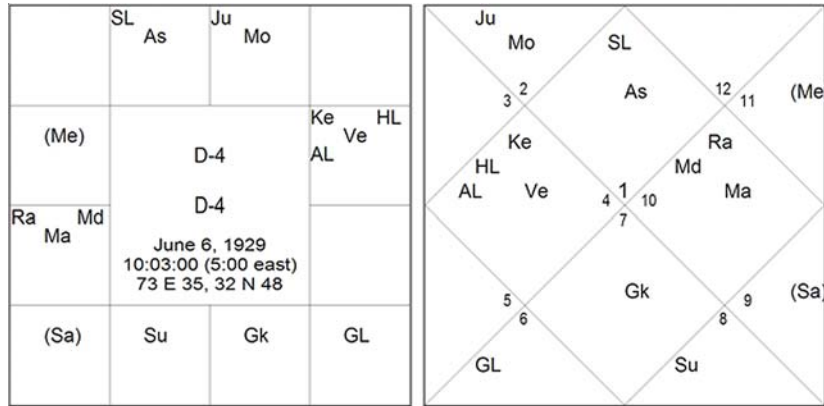 SL
As
Ju
Mo
(Me)
Ke HL
Ve
AL
D-4
D-4
June 6, 1929
10:03:00 (5:00 east)
73 E 35, 32 N 48
Ra Md
Ma
(Sa)
Su
Gk
GL
Ju
Mo
SL
As
3 2
12 11
(Me
Ke
HL
AL Ve
Ra
Md
Ma
1
4 10
7
5
6
Gk
9
8
(Sa)
GL
Su